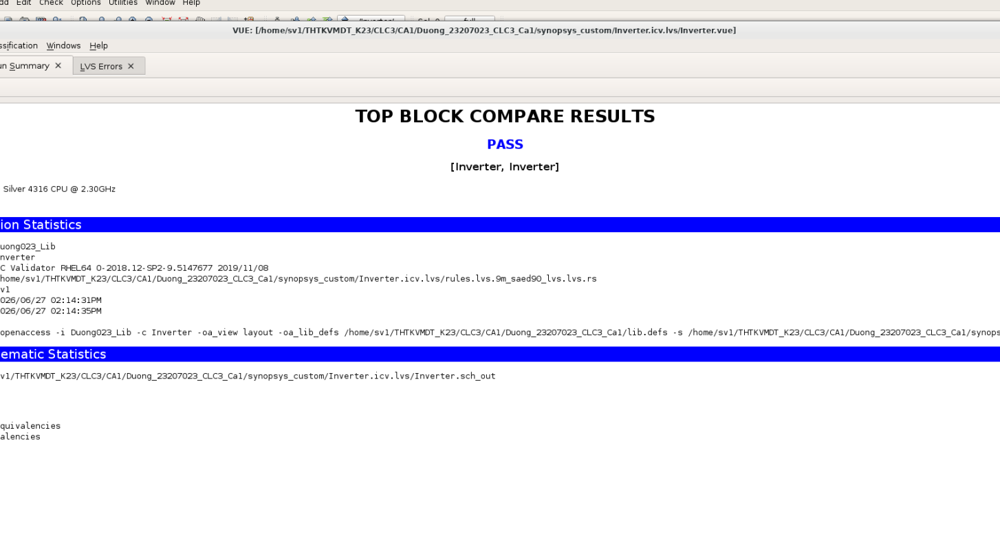 dd Edit Check Options Utilities Window Help
VUE: [/home/sv1/THTKVMDT_K23/CLC3/CA1/Duong_23207023_CLC3_Ca1/synopsys_custom/Inverter.icv.lvs/Inverter.vue]
ssification Windows Help
un Summary ✕ LVS Errors ✕
TOP BLOCK COMPARE RESULTS
PASS
[Inverter, Inverter]
Silver 4316 CPU @ 2.30GHz
ion Statistics
uong023_Lib
nverter
C Validator RHEL64 O-2018.12-SP2-9.5147677 2019/11/08
home/sv1/THTKVMDT_K23/CLC3/CA1/Duong_23207023_CLC3_Ca1/synopsys_custom/Inverter.icv.lvs/rules.lvs.9m_saed90_lvs.lvs.rs
v1
026/06/27 02:14:31PM
026/06/27 02:14:35PM
openaccess -i Duong023_Lib -c Inverter -oa_view layout -oa_lib_defs /home/sv1/THTKVMDT_K23/CLC3/CA1/Duong_23207023_CLC3_Ca1/lib.defs -s /home/sv1/THTKVMDT_K23/CLC3/CA1/Duong_23207023_CLC3_Ca1/synops
ematic Statistics
v1/THTKVMDT_K23/CLC3/CA1/Duong_23207023_CLC3_Ca1/synopsys_custom/Inverter.icv.lvs/Inverter.sch_out
quivalencies
alencies